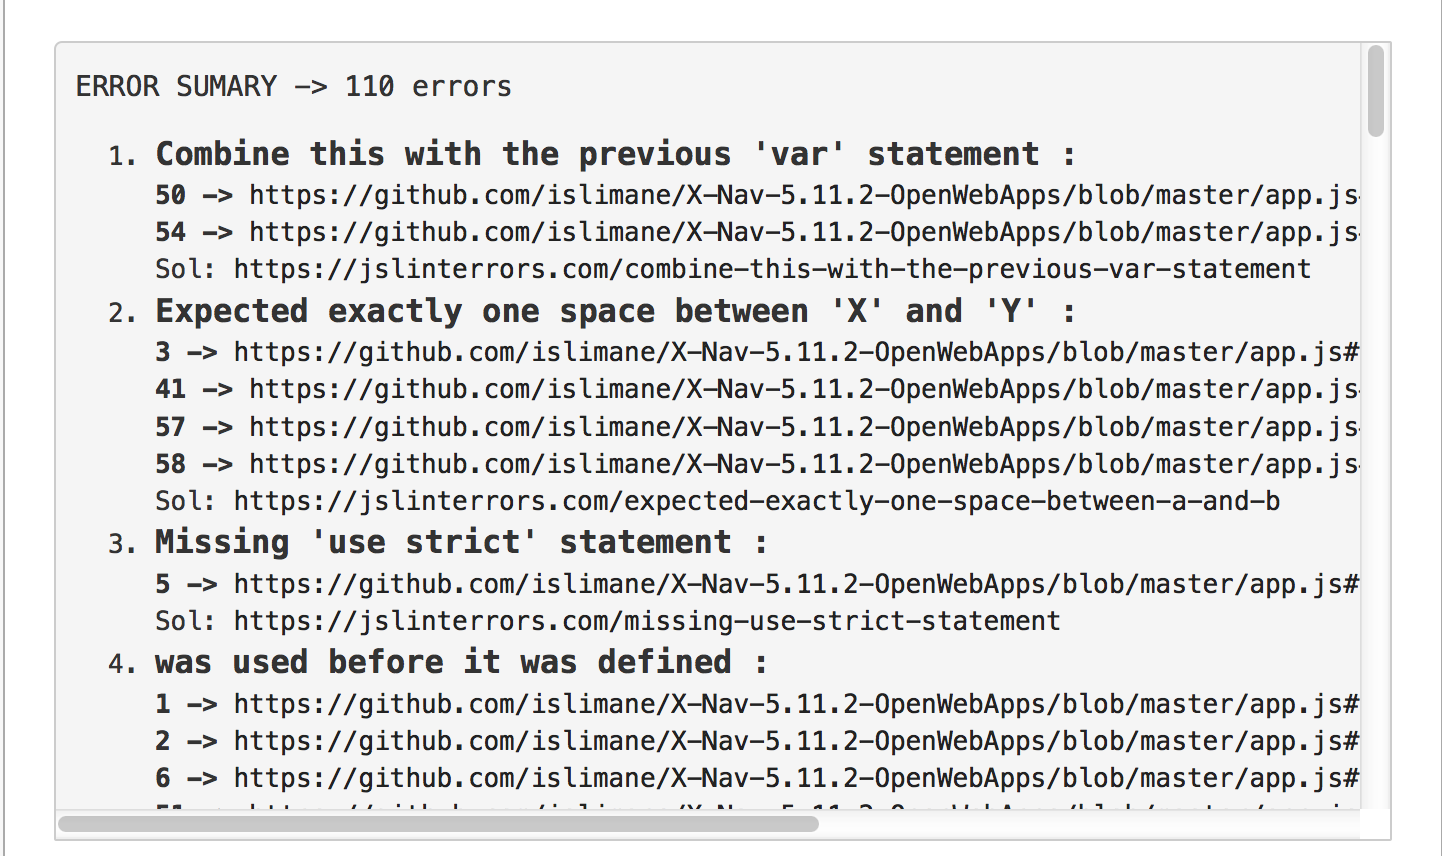 ERROR SUMARY -> 110 errors
1. Combine this with the previous 'var' statement :
50 -> https://github.com/islimane/X-Nav-5.11.2-OpenWebApps/blob/master/app.js
54 -> https://github.com/islimane/X-Nav-5.11.2-OpenWebApps/blob/master/app.js
Sol: https://jslinterrors.com/combine-this-with-the-previous-var-statement
2. Expected exactly one space between 'X' and 'Y' :
3 -> https://github.com/islimane/X-Nav-5.11.2-OpenWebApps/blob/master/app.js#
41 -> https://github.com/islimane/X-Nav-5.11.2-OpenWebApps/blob/master/app.js
57 -> https://github.com/islimane/X-Nav-5.11.2-OpenWebApps/blob/master/app.js
58 -> https://github.com/islimane/X-Nav-5.11.2-OpenWebApps/blob/master/app.js
Sol: https://jslinterrors.com/expected-exactly-one-space-between-a-and-b
3. Missing 'use strict' statement :
5 -> https://github.com/islimane/X-Nav-5.11.2-OpenWebApps/blob/master/app.js#
Sol: https://jslinterrors.com/missing-use-strict-statement
4. was used before it was defined :
1 -> https://github.com/islimane/X-Nav-5.11.2-OpenWebApps/blob/master/app.js#
2 -> https://github.com/islimane/X-Nav-5.11.2-OpenWebApps/blob/master/app.js#
6 -> https://github.com/islimane/X-Nav-5.11.2-OpenWebApps/blob/master/app.js#